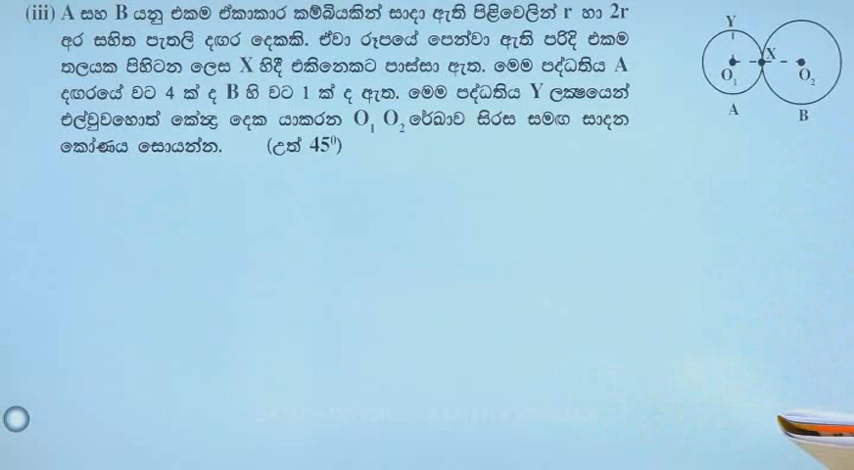 (iii) A සහ B යනු එකම ඒකාකාර කම්බියකින් සාදා ඇති පිළිවෙලින් r හා 2r
අර සහිත පැතලි දඟර දෙකකි. ඒවා රූපයේ පෙන්වා ඇති පරිදි එකම
තලයක පිහිටන ලෙස X හිදී එකිනෙකට පාස්සා ඇත. මෙම පද්ධතිය A
දඟරයේ වට 4 ක් ද B හි වට 1 ක් ද ඇත. මෙම පද්ධතිය Y ලක්‍ෂයෙන්
එල්වුවහොත් කේන්‍ද්‍ර දෙක යාකරන O₁ O₂ රේඛාව සිරස සමඟ සාදන
කෝණය සොයන්න. (උත් 45⁰)
Y
X
O₁
O₂
A
B